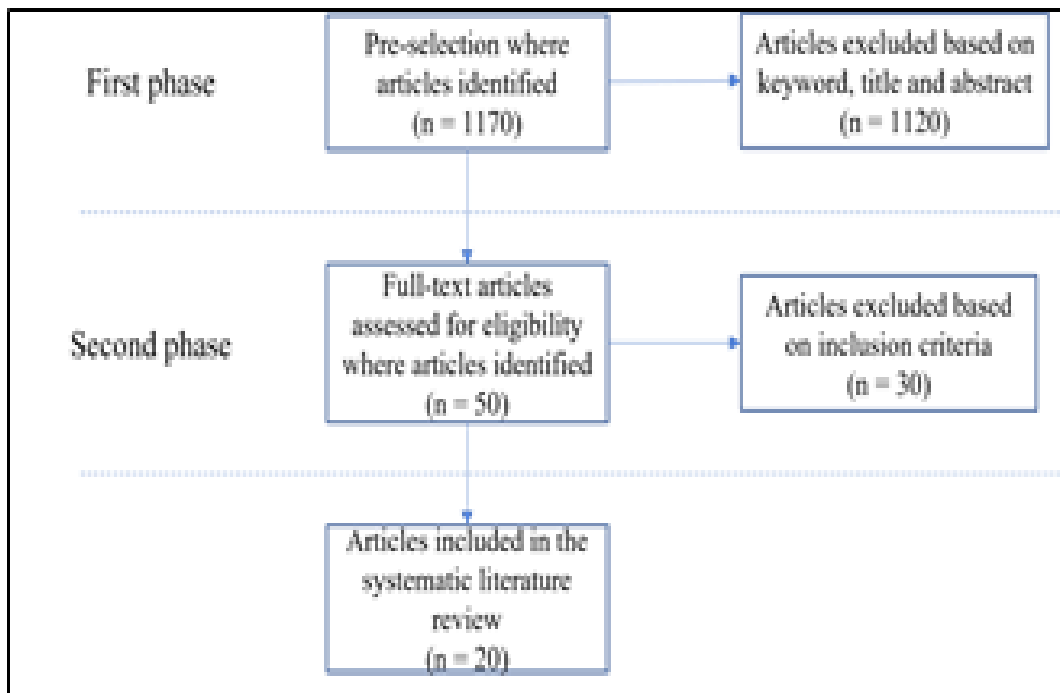 First phase
Pre-selection where
articles identified
(n = 1170)
Articles excluded based on
keyword, title and abstract
(n = 1120)
Second phase
Full-text articles
assessed for eligibility
where articles identified
(n = 50)
Articles excluded based
on inclusion criteria
(n = 30)
Articles included in the
systematic literature
review
(n = 20)